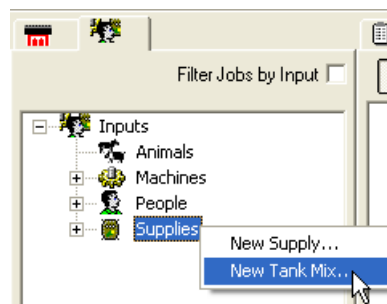 Filter Jobs by Input
Inputs
Animals
Machines
People
Supplies
New Supply...
New Tank Mix...